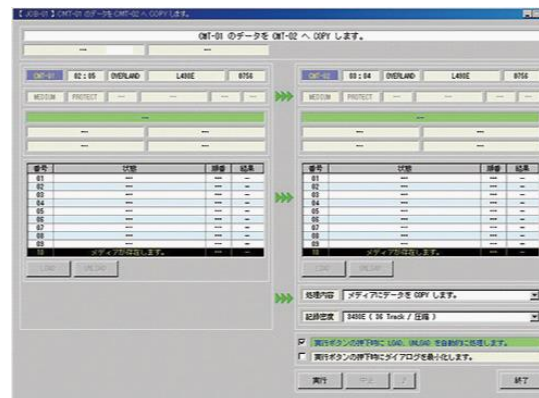 【 JOB-01 】 CMT-01 のデータを CMT-02 へ COPY します。
CMT-01 のデータを CMT-02 へ COPY します。
--- ---
CMT-01 02:05 OVERLAND L490E 0756
MEDIUM PROTECT --- --- --- ---
---
--- ---
--- ---
番号 状態 順番 結果
01 --- --- --
02 --- --- --
03 --- --- --
04 --- --- --
05 --- --- --
06 --- --- --
07 --- --- --
08 --- --- --
09 --- --- --
10 メディアが存在します。 --- --
LOAD UNLOAD
CMT-02 03:04 OVERLAND L490E 0756
MEDIUM PROTECT --- --- --- ---
---
--- ---
--- ---
番号 状態 順番 結果
01 --- --- --
02 --- --- --
03 --- --- --
04 --- --- --
05 --- --- --
06 --- --- --
07 --- --- --
08 --- --- --
09 --- --- --
10 メディアが存在します。 --- --
LOAD UNLOAD
処理内容 メディアにデータを COPY します。
記録密度 3490E ( 36 Track / 圧縮 )
実行ボタンの押下時に LOAD, UNLOAD を自動的に処理します。
実行ボタンの押下時にダイアログを最小化します。
実行 中止 終了